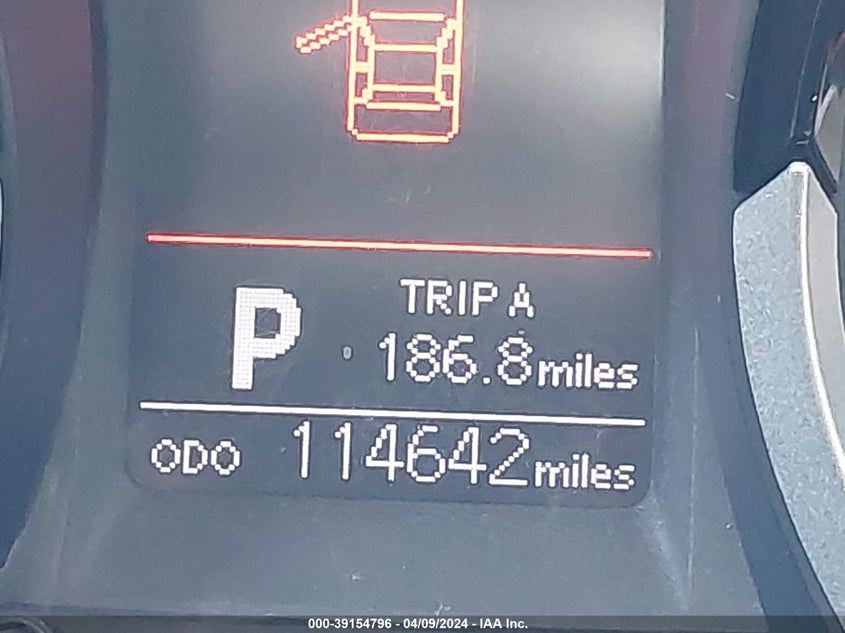 TRIP A
P
186.8miles
ODO 114642miles
000-39154796 - 04/09/2024 - IAA Inc.